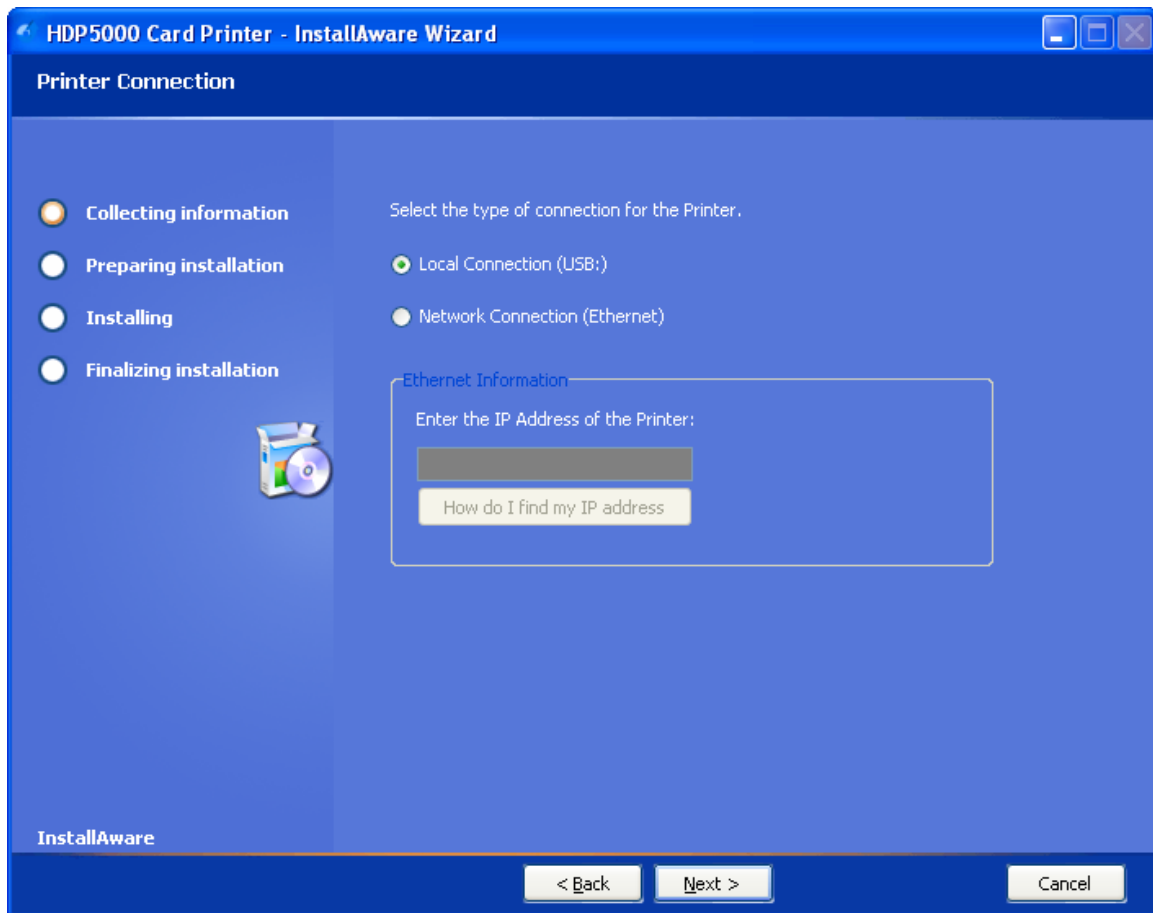 HDP5000 Card Printer - InstallAware Wizard
Printer Connection
Collecting information
Preparing installation
Installing
Finalizing installation
Select the type of connection for the Printer.
Local Connection (USB:)
Network Connection (Ethernet)
Ethernet Information
Enter the IP Address of the Printer:
How do I find my IP address
InstallAware
< Back
Next >
Cancel